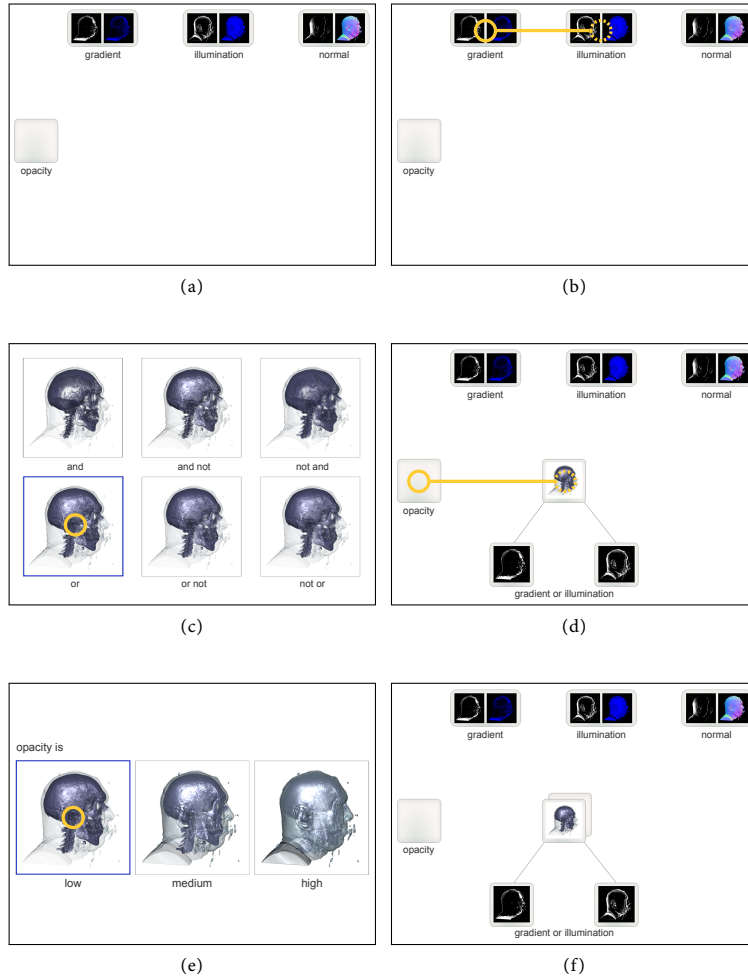 gradient illumination normal
opacity
(a)
gradient illumination normal
opacity
(b)
and and not not and
or or not not or
(c)
gradient illumination normal
opacity
gradient or illumination
(d)
opacity is
low medium high
(e)
gradient illumination normal
opacity
gradient or illumination
(f)